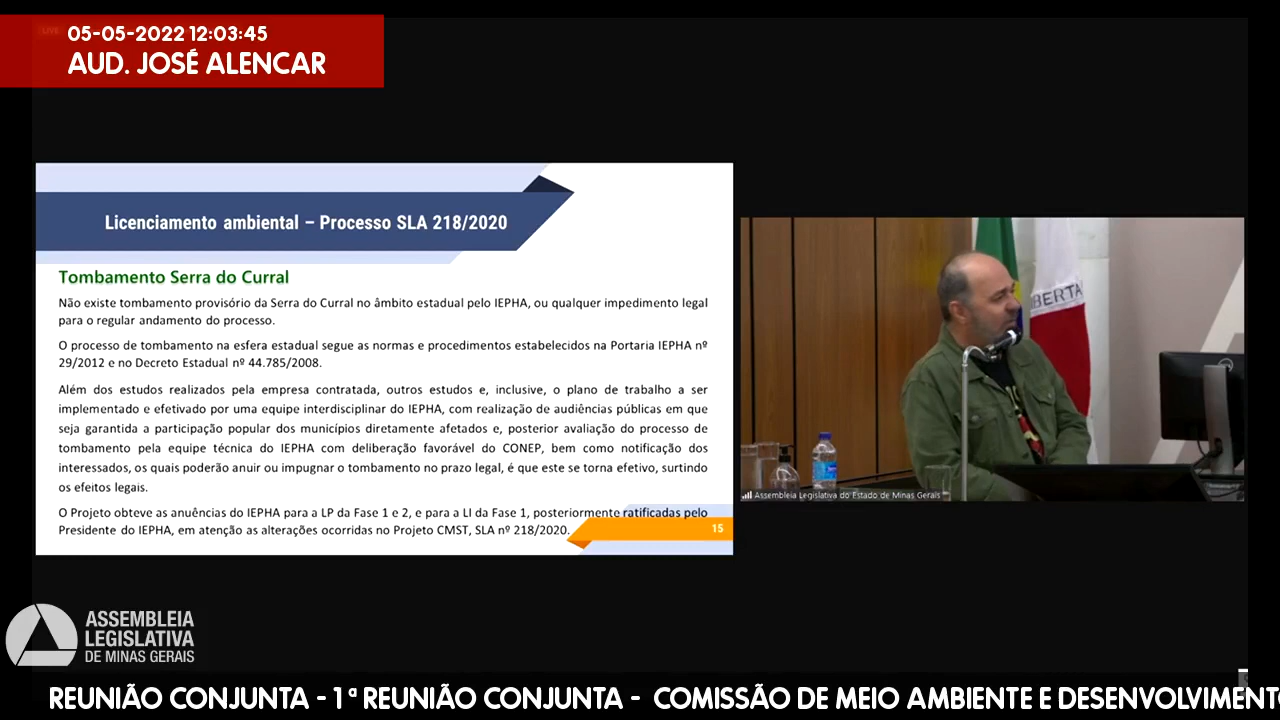 LIVE
05-05-2022 12:03:45
AUD. JOSÉ ALENCAR
Licenciamento ambiental – Processo SLA 218/2020
Tombamento Serra do Curral
Não existe tombamento provisório da Serra do Curral no âmbito estadual pelo IEPHA, ou qualquer impedimento legal
para o regular andamento do processo.
O processo de tombamento na esfera estadual segue as normas e procedimentos estabelecidos na Portaria IEPHA nº
29/2012 e no Decreto Estadual nº 44.785/2008.
Além dos estudos realizados pela empresa contratada, outros estudos e, inclusive, o plano de trabalho a ser
implementado e efetivado por uma equipe interdisciplinar do IEPHA, com realização de audiências públicas em que
seja garantida a participação popular dos municípios diretamente afetados e, posterior avaliação do processo de
tombamento pela equipe técnica do IEPHA com deliberação favorável do CONEP, bem como notificação dos
interessados, os quais poderão anuir ou impugnar o tombamento no prazo legal, é que este se torna efetivo, surtindo
os efeitos legais.
O Projeto obteve as anuências do IEPHA para a LP da Fase 1 e 2, e para a LI da Fase 1, posteriormente ratificadas pelo
Presidente do IEPHA, em atenção as alterações ocorridas no Projeto CMST, SLA nº 218/2020.
15
BERTA
Assembleia Legislativa do Estado de Minas Gerais
ASSEMBLEIA
LEGISLATIVA
DE MINAS GERAIS
REUNIÃO CONJUNTA - 1ª REUNIÃO CONJUNTA - COMISSÃO DE MEIO AMBIENTE E DESENVOLVIMENTO